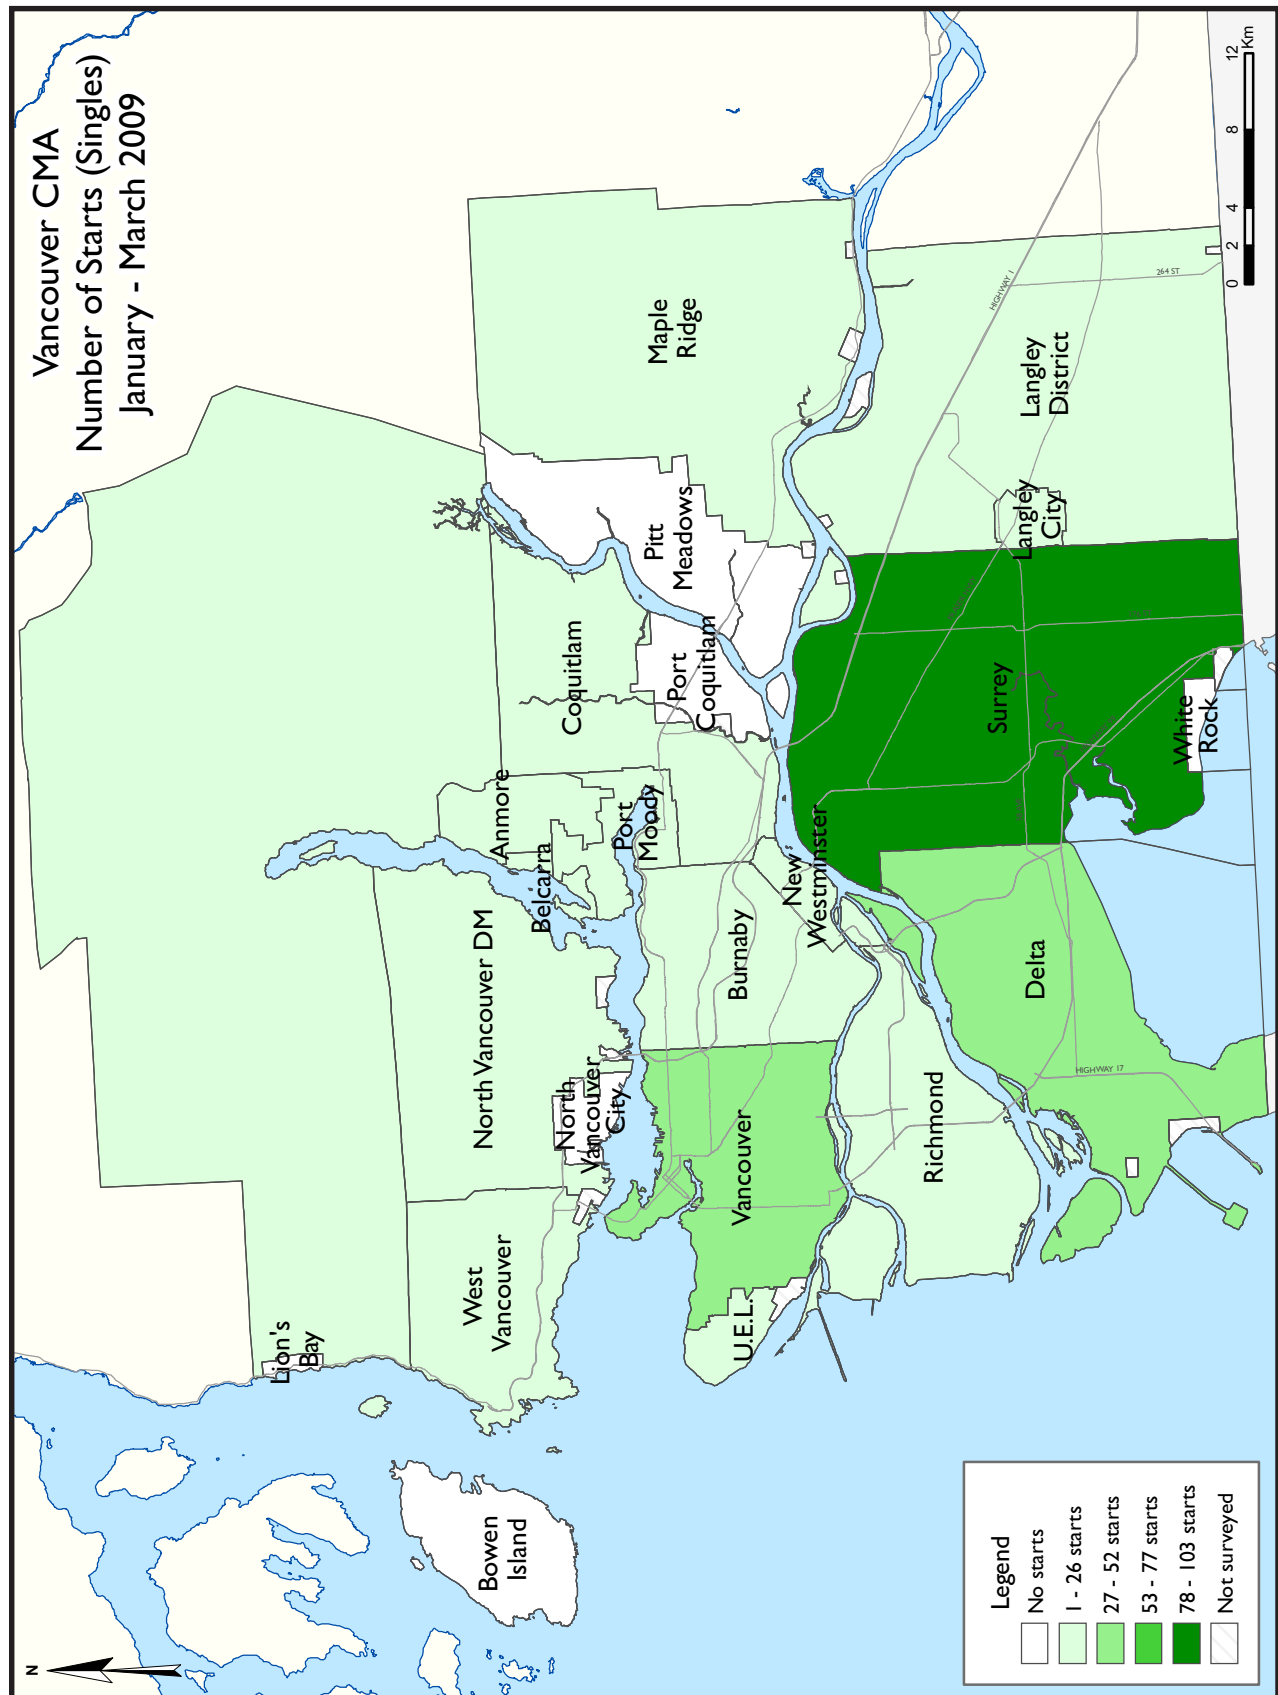 Vancouver CMA
Number of Starts (Singles)
January - March 2009
N
Lion's
Bay
Bowen
Island
West
Vancouver
North Vancouver DM
North
Vancouver
City
Anmore
Belcarra
Port
Moody
Coquitlam
Port
Coquitlam
Pitt
Meadows
Maple
Ridge
U.E.L.
Vancouver
Burnaby
New
Westminster
Richmond
Delta
Surrey
White
Rock
Langley
City
Langley
District
HIGHWAY 1
264 ST
HIGHWAY 17
Legend
No starts
1 - 26 starts
27 - 52 starts
53 - 77 starts
78 - 103 starts
Not surveyed
0 2 4 8 12
Km